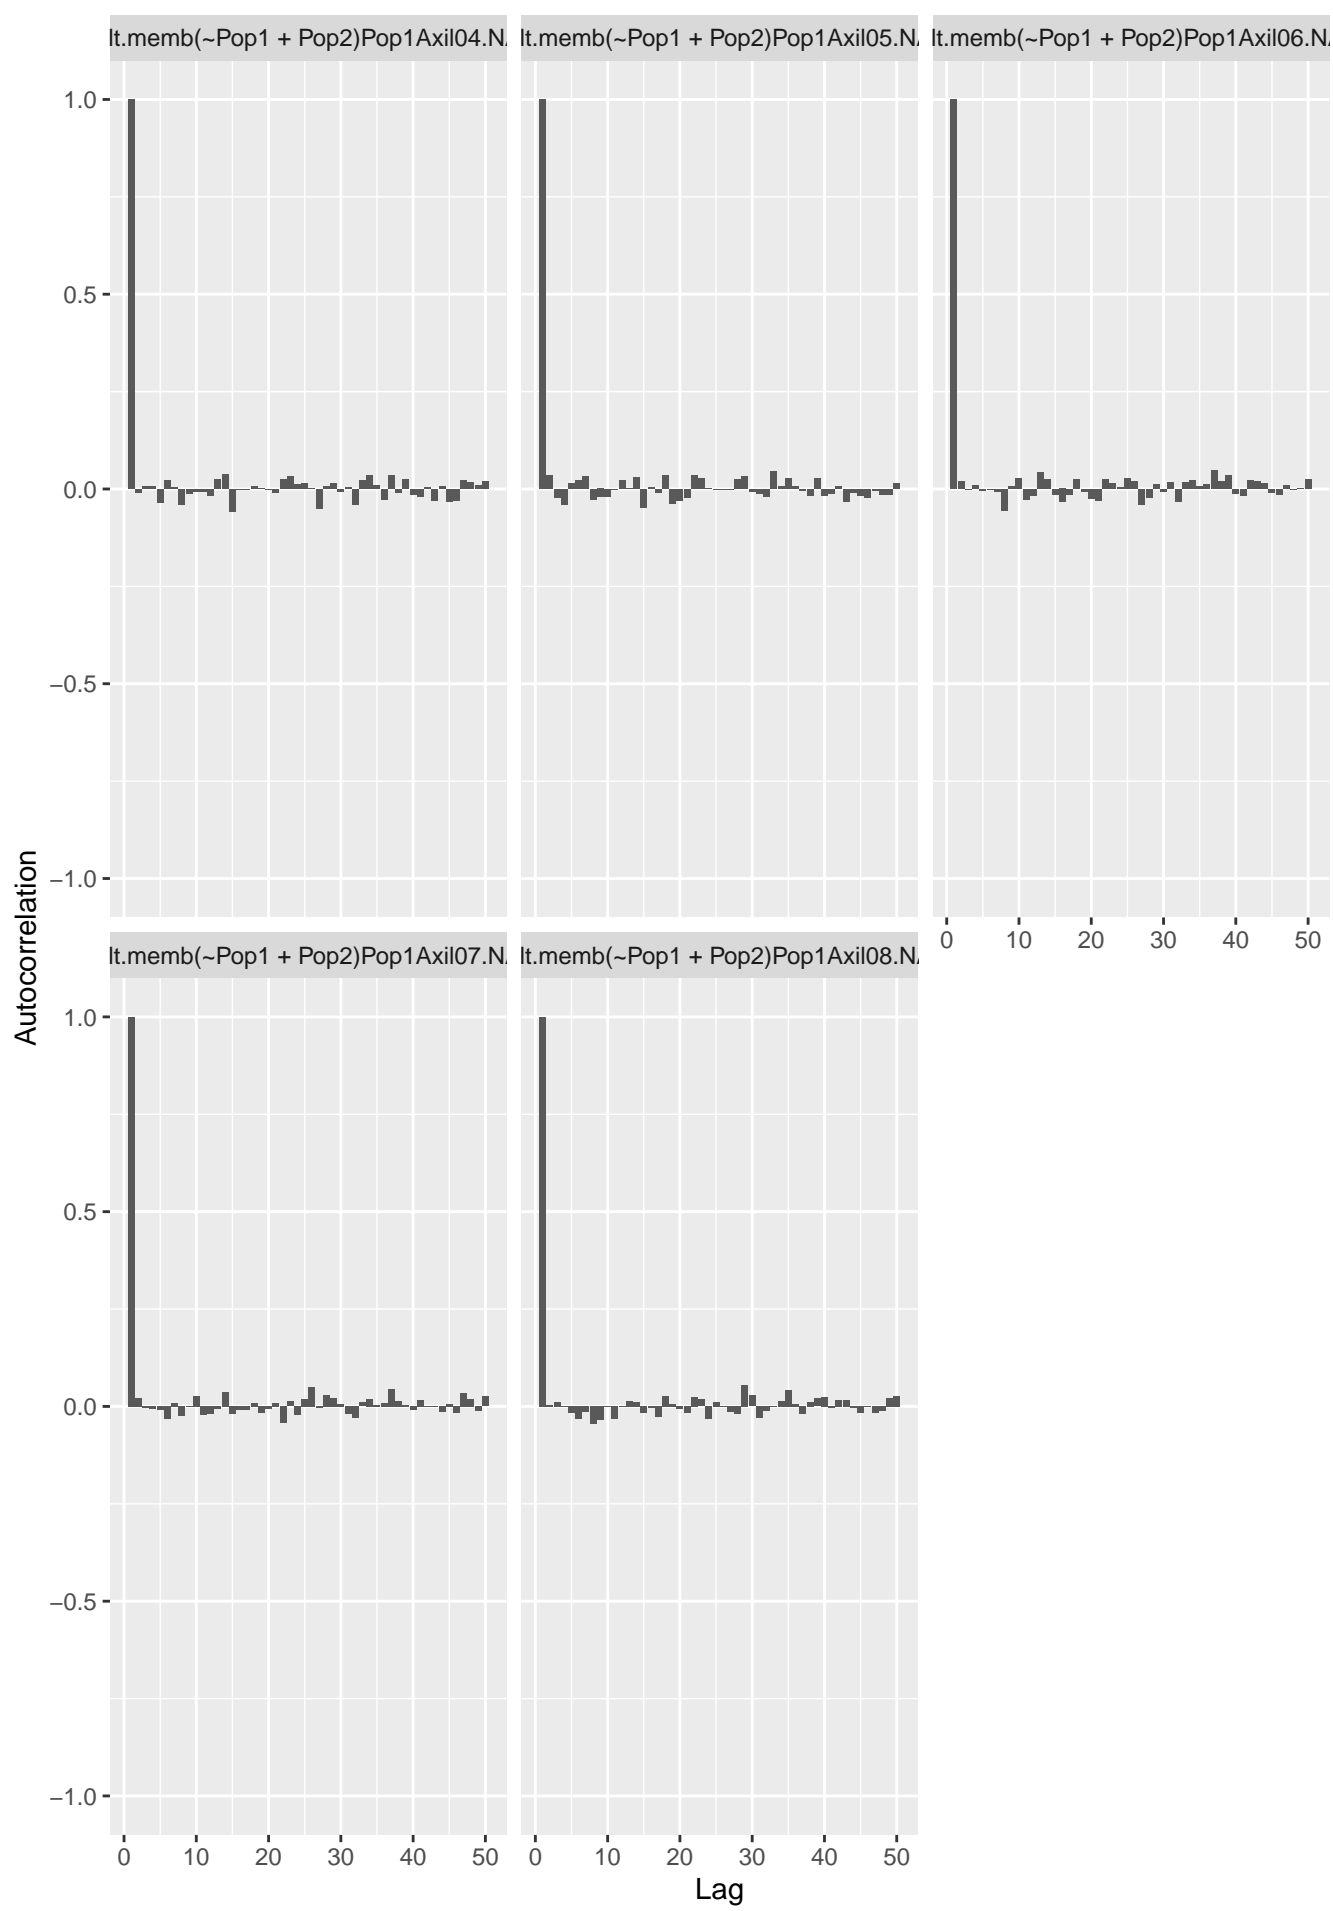 lt.memb(~Pop1 + Pop2)Pop1Axil04.N lt.memb(~Pop1 + Pop2)Pop1Axil05.N lt.memb(~Pop1 + Pop2)Pop1Axil06.N
1.0
0.5
0.0
−0.5
−1.0
0 10 20 30 40 50
lt.memb(~Pop1 + Pop2)Pop1Axil07.N lt.memb(~Pop1 + Pop2)Pop1Axil08.N
1.0
0.5
0.0
−0.5
−1.0
0 10 20 30 40 50 0 10 20 30 40 50
Autocorrelation
Lag